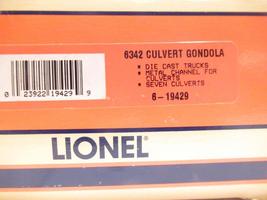 6342 CULVERT GONDOLA
• DIE CAST TRUCKS
• METAL CHANNEL FOR
CULVERTS
• SEVEN CULVERTS
6-19429
0 23922 19429 9
LIONEL